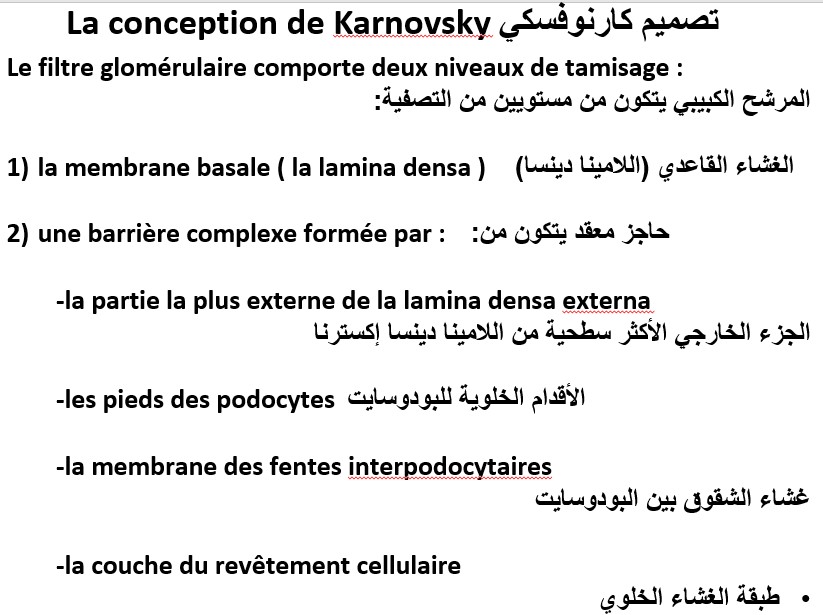 La conception de Karnovsky تصميم كارنوفسكي
Le filtre glomérulaire comporte deux niveaux de tamisage :
المرشح الكبيبي يتكون من مستويين من التصفية:
1) la membrane basale ( la lamina densa ) الغشاء القاعدي (اللامينا دينسا)
2) une barrière complexe formée par : حاجز معقد يتكون من:
-la partie la plus externe de la lamina densa externa
الجزء الخارجي الأكثر سطحية من اللامينا دينسا إكسترنا
-les pieds des podocytes الأقدام الخلوية للبودوسايت
-la membrane des fentes interpodocytaires
غشاء الشقوق بين البودوسايت
-la couche du revêtement cellulaire
• طبقة الغشاء الخلوي